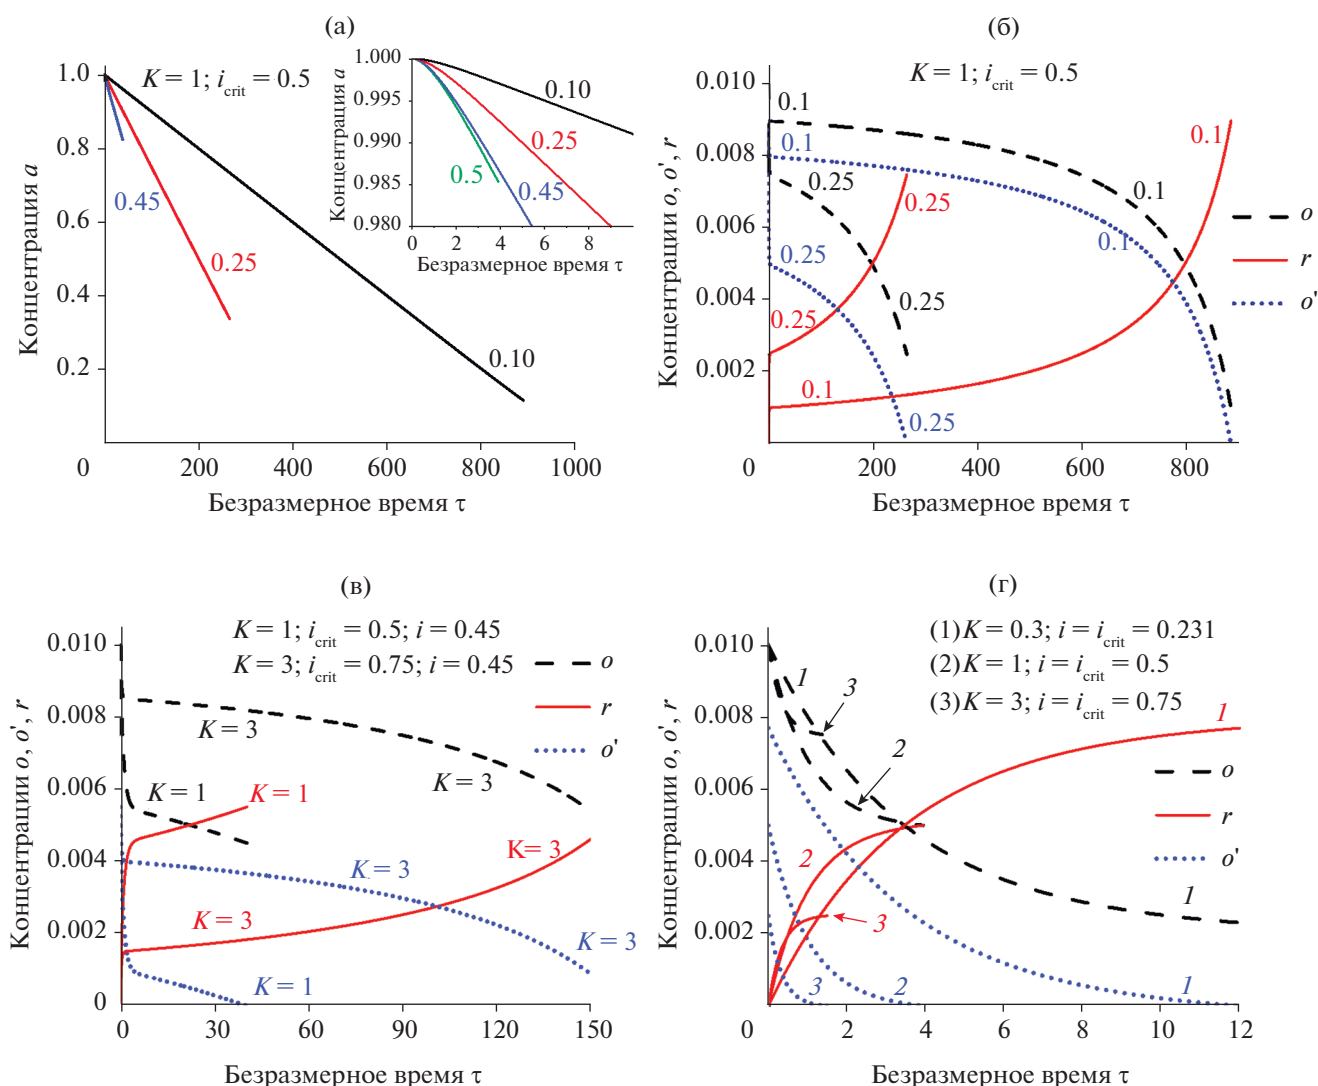 (а)
K = 1; i_crit = 0.5
Концентрация a
1.0
0.8
0.6
0.4
0.2
0
200
400
600
800
1000
Безразмерное время τ
0.45
0.25
0.10
Концентрация a
1.000
0.995
0.990
0.985
0.980
0
2
4
6
8
Безразмерное время τ
0.10
0.25
0.5
0.45
(б)
K = 1; i_crit = 0.5
Концентрации o, o', r
0.010
0.008
0.006
0.004
0.002
0
200
400
600
800
Безразмерное время τ
0.1
0.1
0.1
0.25
0.1
0.25
0.1
0.25
0.25
0.25
0.1
0.25
o
r
o'
(в)
K = 1; i_crit = 0.5; i = 0.45
K = 3; i_crit = 0.75; i = 0.45
Концентрации o, o', r
0.010
0.008
0.006
0.004
0.002
0
0
30
60
90
120
150
Безразмерное время τ
o
r
o'
K = 3
K = 3
K = 1
K = 1
K = 3
K = 3
K = 3
K = 3
K = 1
(г)
(1) K = 0.3; i = i_crit = 0.231
(2) K = 1; i = i_crit = 0.5
(3) K = 3; i = i_crit = 0.75
Концентрации o, o', r
0.010
0.008
0.006
0.004
0.002
0
0
2
4
6
8
10
12
Безразмерное время τ
1
3
2
1
2
3
1
3
2
1
o
r
o'